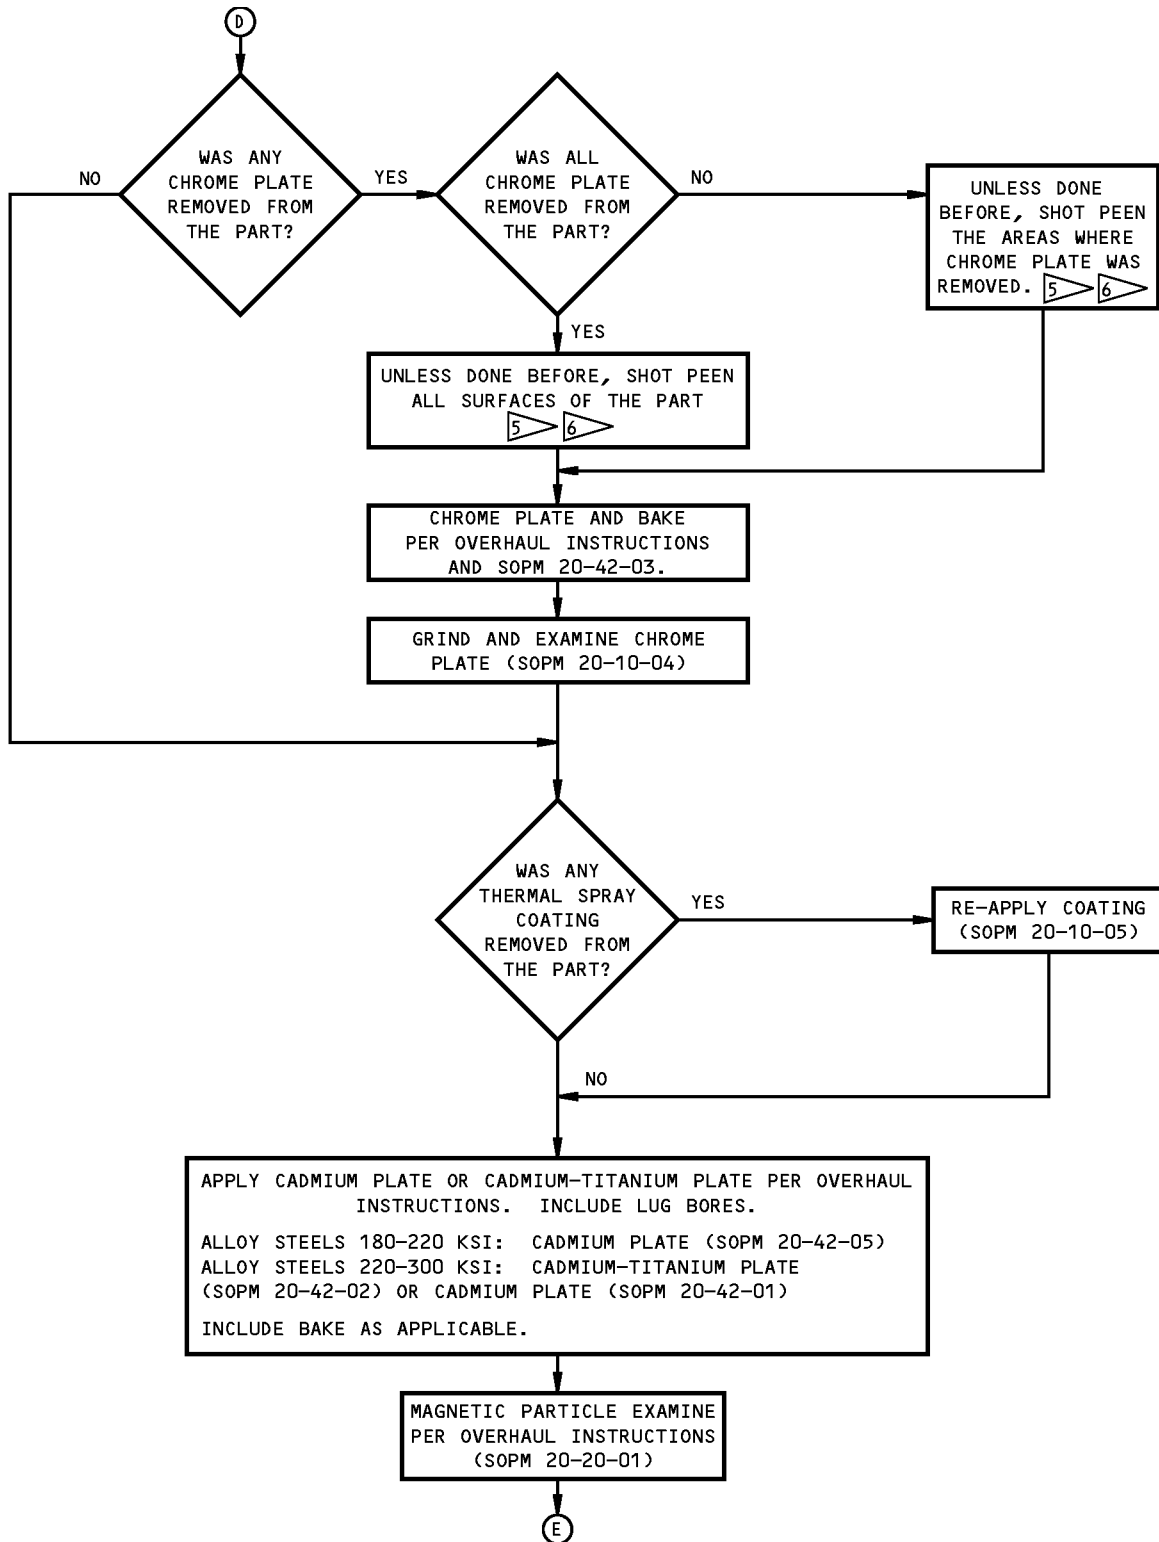 D
WAS ANY
CHROME PLATE
REMOVED FROM
THE PART?
NO
YES
WAS ALL
CHROME PLATE
REMOVED FROM
THE PART?
NO
UNLESS DONE
BEFORE, SHOT PEEN
THE AREAS WHERE
CHROME PLATE WAS
REMOVED. 5 6
YES
UNLESS DONE BEFORE, SHOT PEEN
ALL SURFACES OF THE PART
5 6
CHROME PLATE AND BAKE
PER OVERHAUL INSTRUCTIONS
AND SOPM 20-42-03.
GRIND AND EXAMINE CHROME
PLATE (SOPM 20-10-04)
WAS ANY
THERMAL SPRAY
COATING
REMOVED FROM
THE PART?
YES
RE-APPLY COATING
(SOPM 20-10-05)
NO
APPLY CADMIUM PLATE OR CADMIUM-TITANIUM PLATE PER OVERHAUL
INSTRUCTIONS. INCLUDE LUG BORES.
ALLOY STEELS 180-220 KSI: CADMIUM PLATE (SOPM 20-42-05)
ALLOY STEELS 220-300 KSI: CADMIUM-TITANIUM PLATE
(SOPM 20-42-02) OR CADMIUM PLATE (SOPM 20-42-01)
INCLUDE BAKE AS APPLICABLE.
MAGNETIC PARTICLE EXAMINE
PER OVERHAUL INSTRUCTIONS
(SOPM 20-20-01)
E